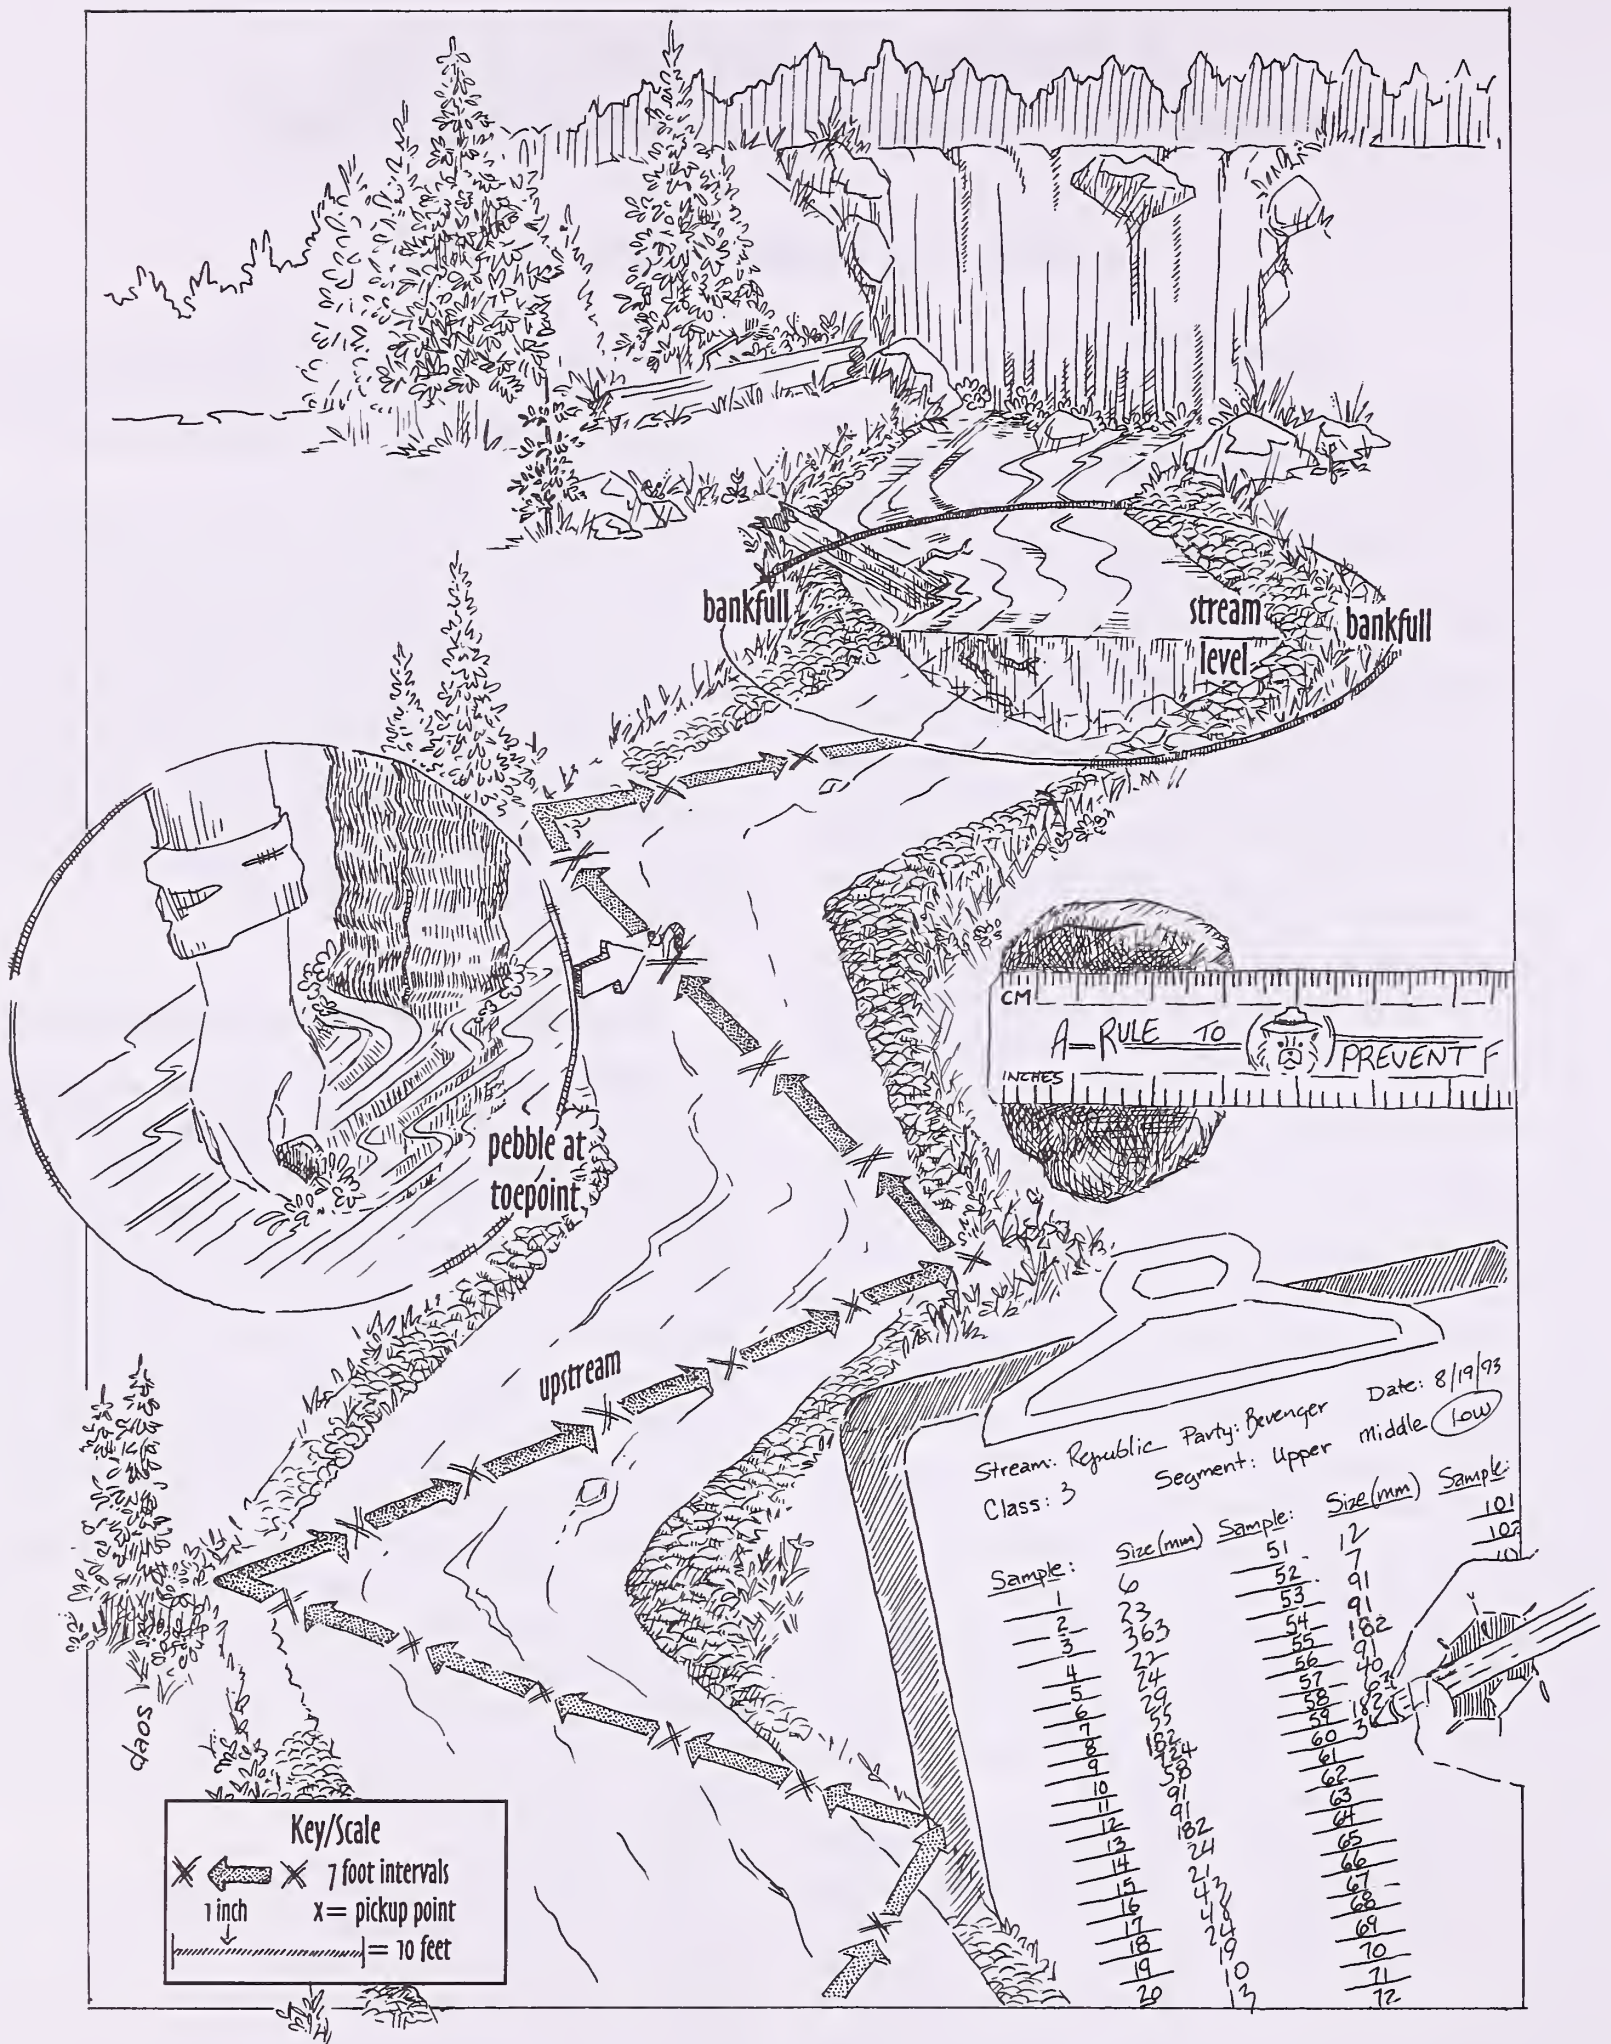 bankfull
stream
level
bankfull
CM
A RULE TO PREVENT F
INCHES
pebble at
toepoint
upstream
Date: 8/19/93
Stream: Republic Party: Bevenger
Class: 3 Segment: Upper Middle Low
Sample: Size (mm) Sample: Size (mm) Sample:
1 6 51 12 101
2 23 52 7 102
3 363 53 91
4 22 54 91
5 24 55 182
6 29 56 91
7 55 57 40
8 182 58
9 59 182
10 58 60
11 91 61
12 91 62
13 182 63
14 24 64
15 21 65
16 43 66
17 48 67
18 24 68
19 19 69
20 10 70
13 71
72
Key/Scale
7 foot intervals
1 inch x = pickup point
= 10 feet